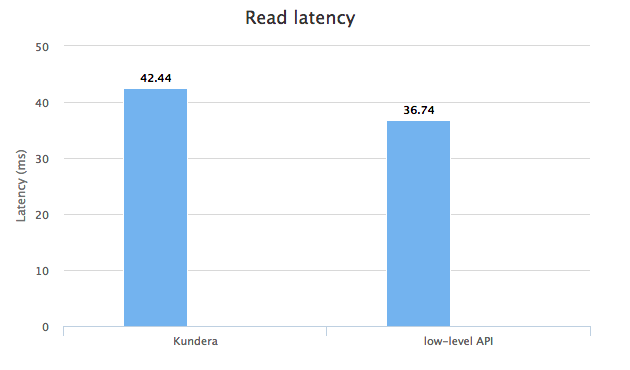 Read latency
50
42.44
40
36.74
30
Latency (ms)
20
10
0
Kundera
low-level API